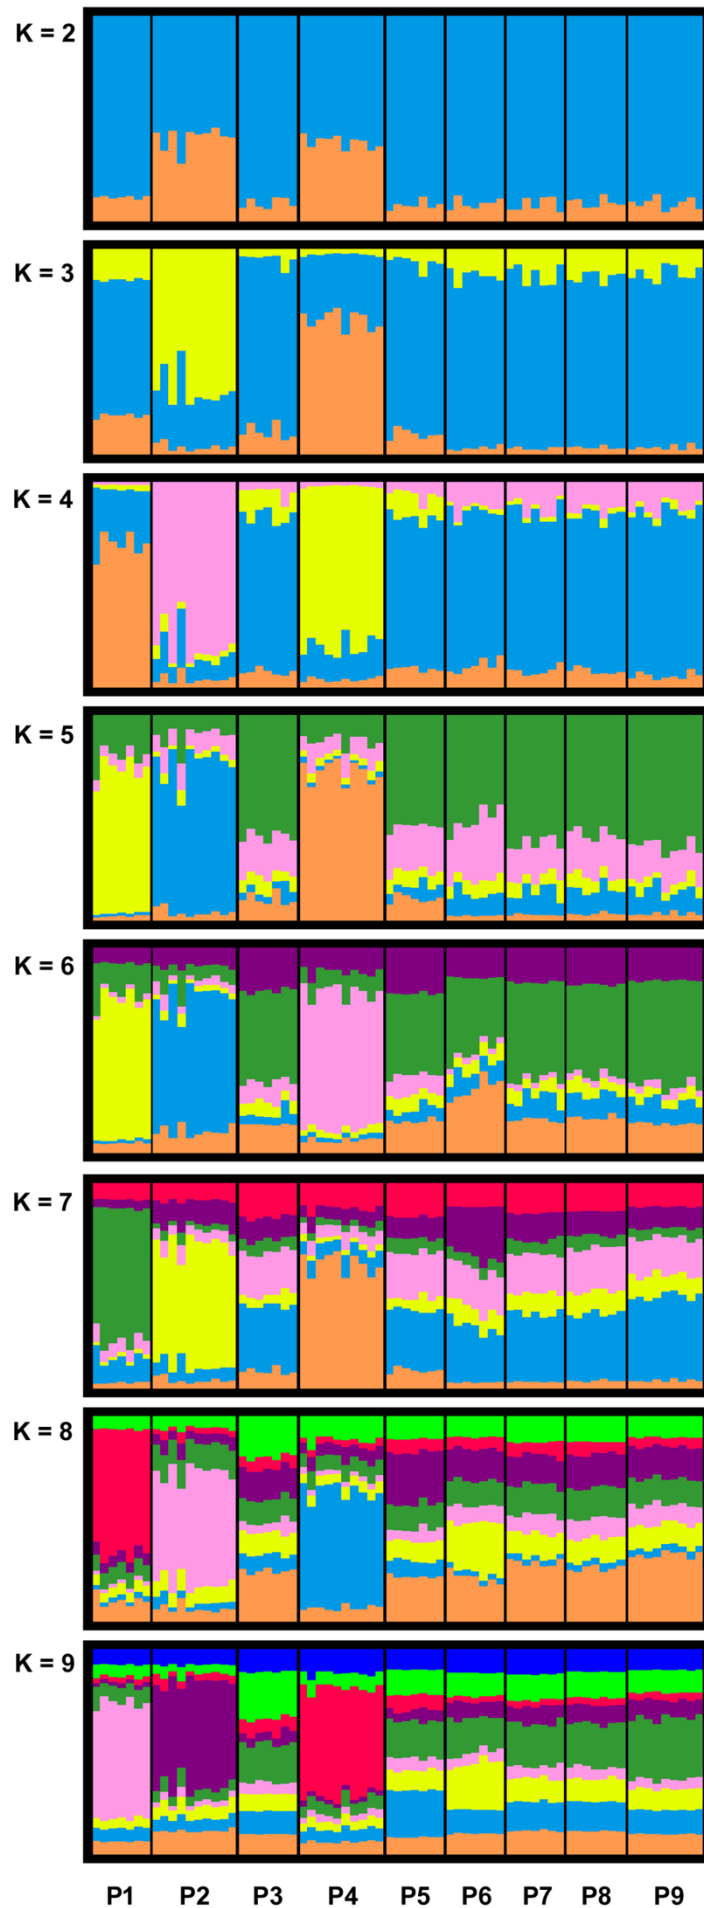 K = 2
K = 3
K = 4
K = 5
K = 6
K = 7
K = 8
K = 9
P1 P2 P3 P4 P5 P6 P7 P8 P9